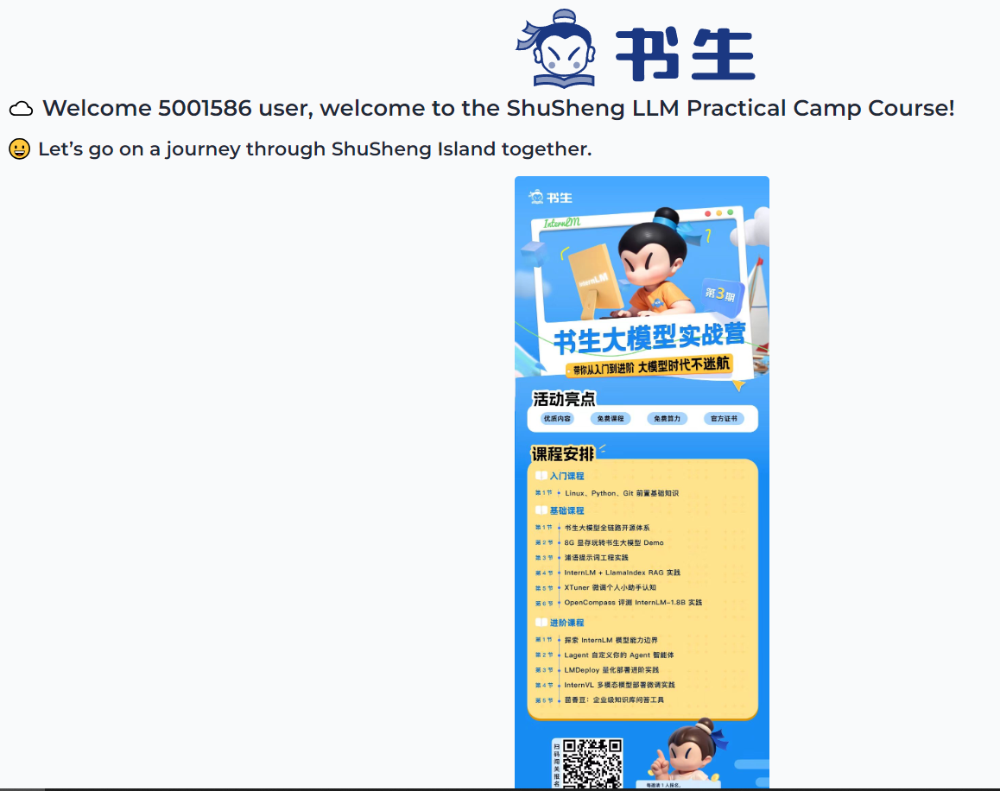 书生
Welcome 5001586 user, welcome to the ShuSheng LLM Practical Camp Course!
Let’s go on a journey through ShuSheng Island together.
书生
InternLM
InternLM
第3期
书生大模型实战营
带你从入门到进阶 大模型时代不迷航
活动亮点
优质内容 免费课程 免费算力 官方证书
课程安排
入门课程
第1节 Linux、Python、Git 前置基础知识
基础课程
第1节 书生大模型全链路开源体系
第2节 8G 显存玩转书生大模型 Demo
第3节 浦语提示词工程实践
第4节 InternLM + LlamaIndex RAG 实践
第5节 XTuner 微调个人小助手认知
第6节 OpenCompass 评测 InternLM-1.8B 实践
进阶课程
第1节 探索 InternLM 模型能力边界
第2节 Lagent 自定义你的 Agent 智能体
第3节 LMDeploy 量化部署进阶实践
第4节 InternVL 多模态模型部署微调实践
第5节 茴香豆：企业级知识库问答工具
扫码闯关报名
每邀请1人报名，